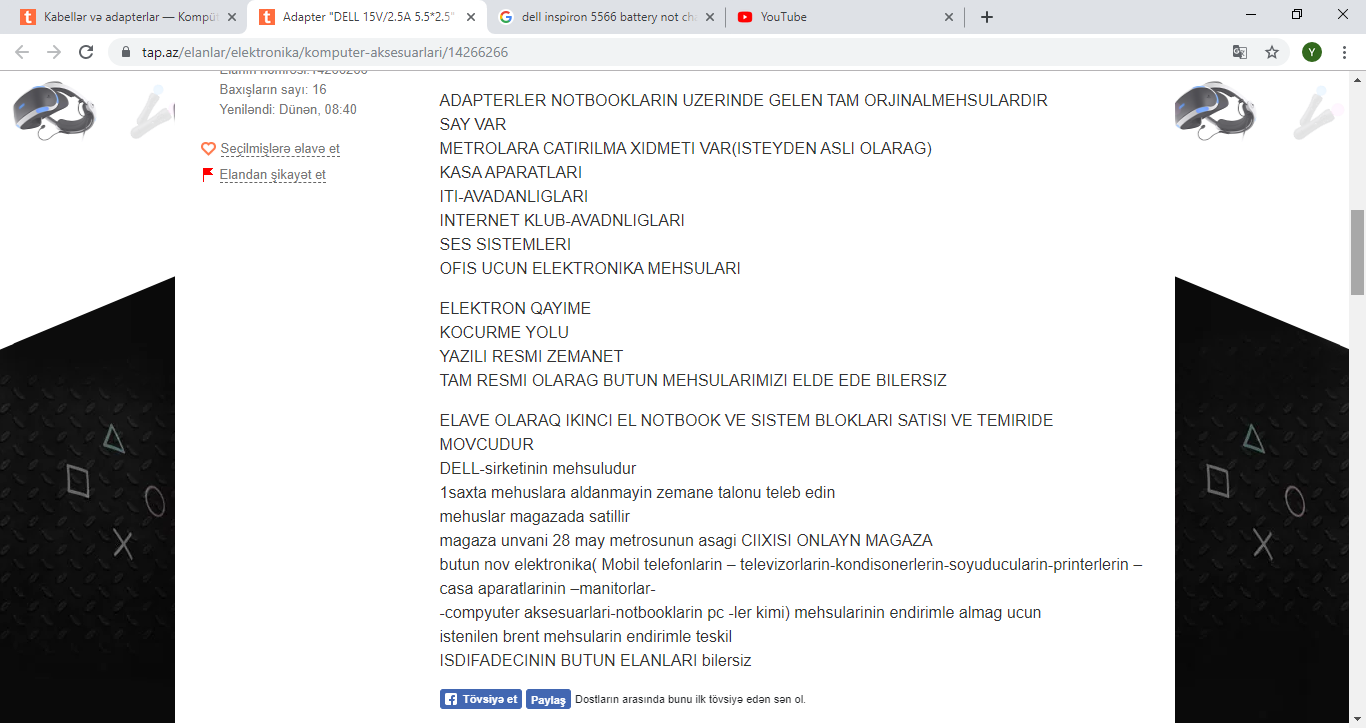 Kabellər və adapterlar — Kompüt
Adapter "DELL 15V/2.5A 5.5*2.5"
dell inspiron 5566 battery not cha
YouTube
tap.az/elanlar/elektronika/komputer-aksesuarlari/14266266
Y
Elanın nömrəsi: 14266266
Baxışların sayı: 16
Yeniləndi: Dünən, 08:40
Seçilmişlərə əlavə et
Elandan şikayət et
ADAPTERLER NOTBOOKLARIN UZERINDE GELEN TAM ORJINALMEHSULARDIR
SAY VAR
METROLARA CATIRILMA XIDMETI VAR(ISTEYDEN ASLI OLARAG)
KASA APARATLARI
ITI-AVADANLIGLARI
INTERNET KLUB-AVADNLIGLARI
SES SISTEMLERI
OFIS UCUN ELEKTRONIKA MEHSULARI
ELEKTRON QAYIME
KOCURME YOLU
YAZILI RESMI ZEMANET
TAM RESMI OLARAG BUTUN MEHSULARIMIZI ELDE EDE BILERSIZ
ELAVE OLARAQ IKINCI EL NOTBOOK VE SISTEM BLOKLARI SATISI VE TEMIRIDE
MOVCUDUR
DELL-sirketinin mehsuludur
1saxta mehuslara aldanmayin zemane talonu teleb edin
mehuslar magazada satillir
magaza unvani 28 may metrosunun asagi CIIXISI ONLAYN MAGAZA
butun nov elektronika( Mobil telefonlarin – televizorlarin-kondisonerlerin-soyuducularin-printerlerin –
casa aparatlarinin –manitorlar-
-compyuter aksesuarlari-notbooklarin pc -ler kimi) mehsularinin endirimle almag ucun
istenilen brent mehsularin endirimle teskil
ISDIFADECININ BUTUN ELANLARI bilersiz
Tövsiyə et Paylaş Dostların arasında bunu ilk tövsiyə edən sən ol.